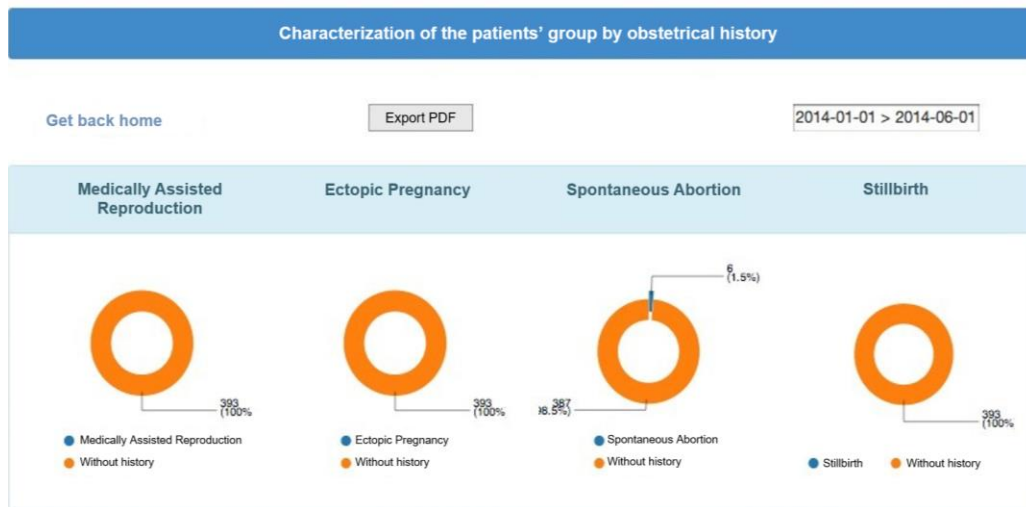 Characterization of the patients' group by obstetrical history
Get back home
Export PDF
2014-01-01 > 2014-06-01
Medically Assisted
Reproduction
Ectopic Pregnancy
Spontaneous Abortion
Stillbirth
6
(1.5%)
393
(100%
393
(100%
387
8.5%)
393
(100%
Medically Assisted Reproduction
Without history
Ectopic Pregnancy
Without history
Spontaneous Abortion
Without history
Stillbirth
Without history